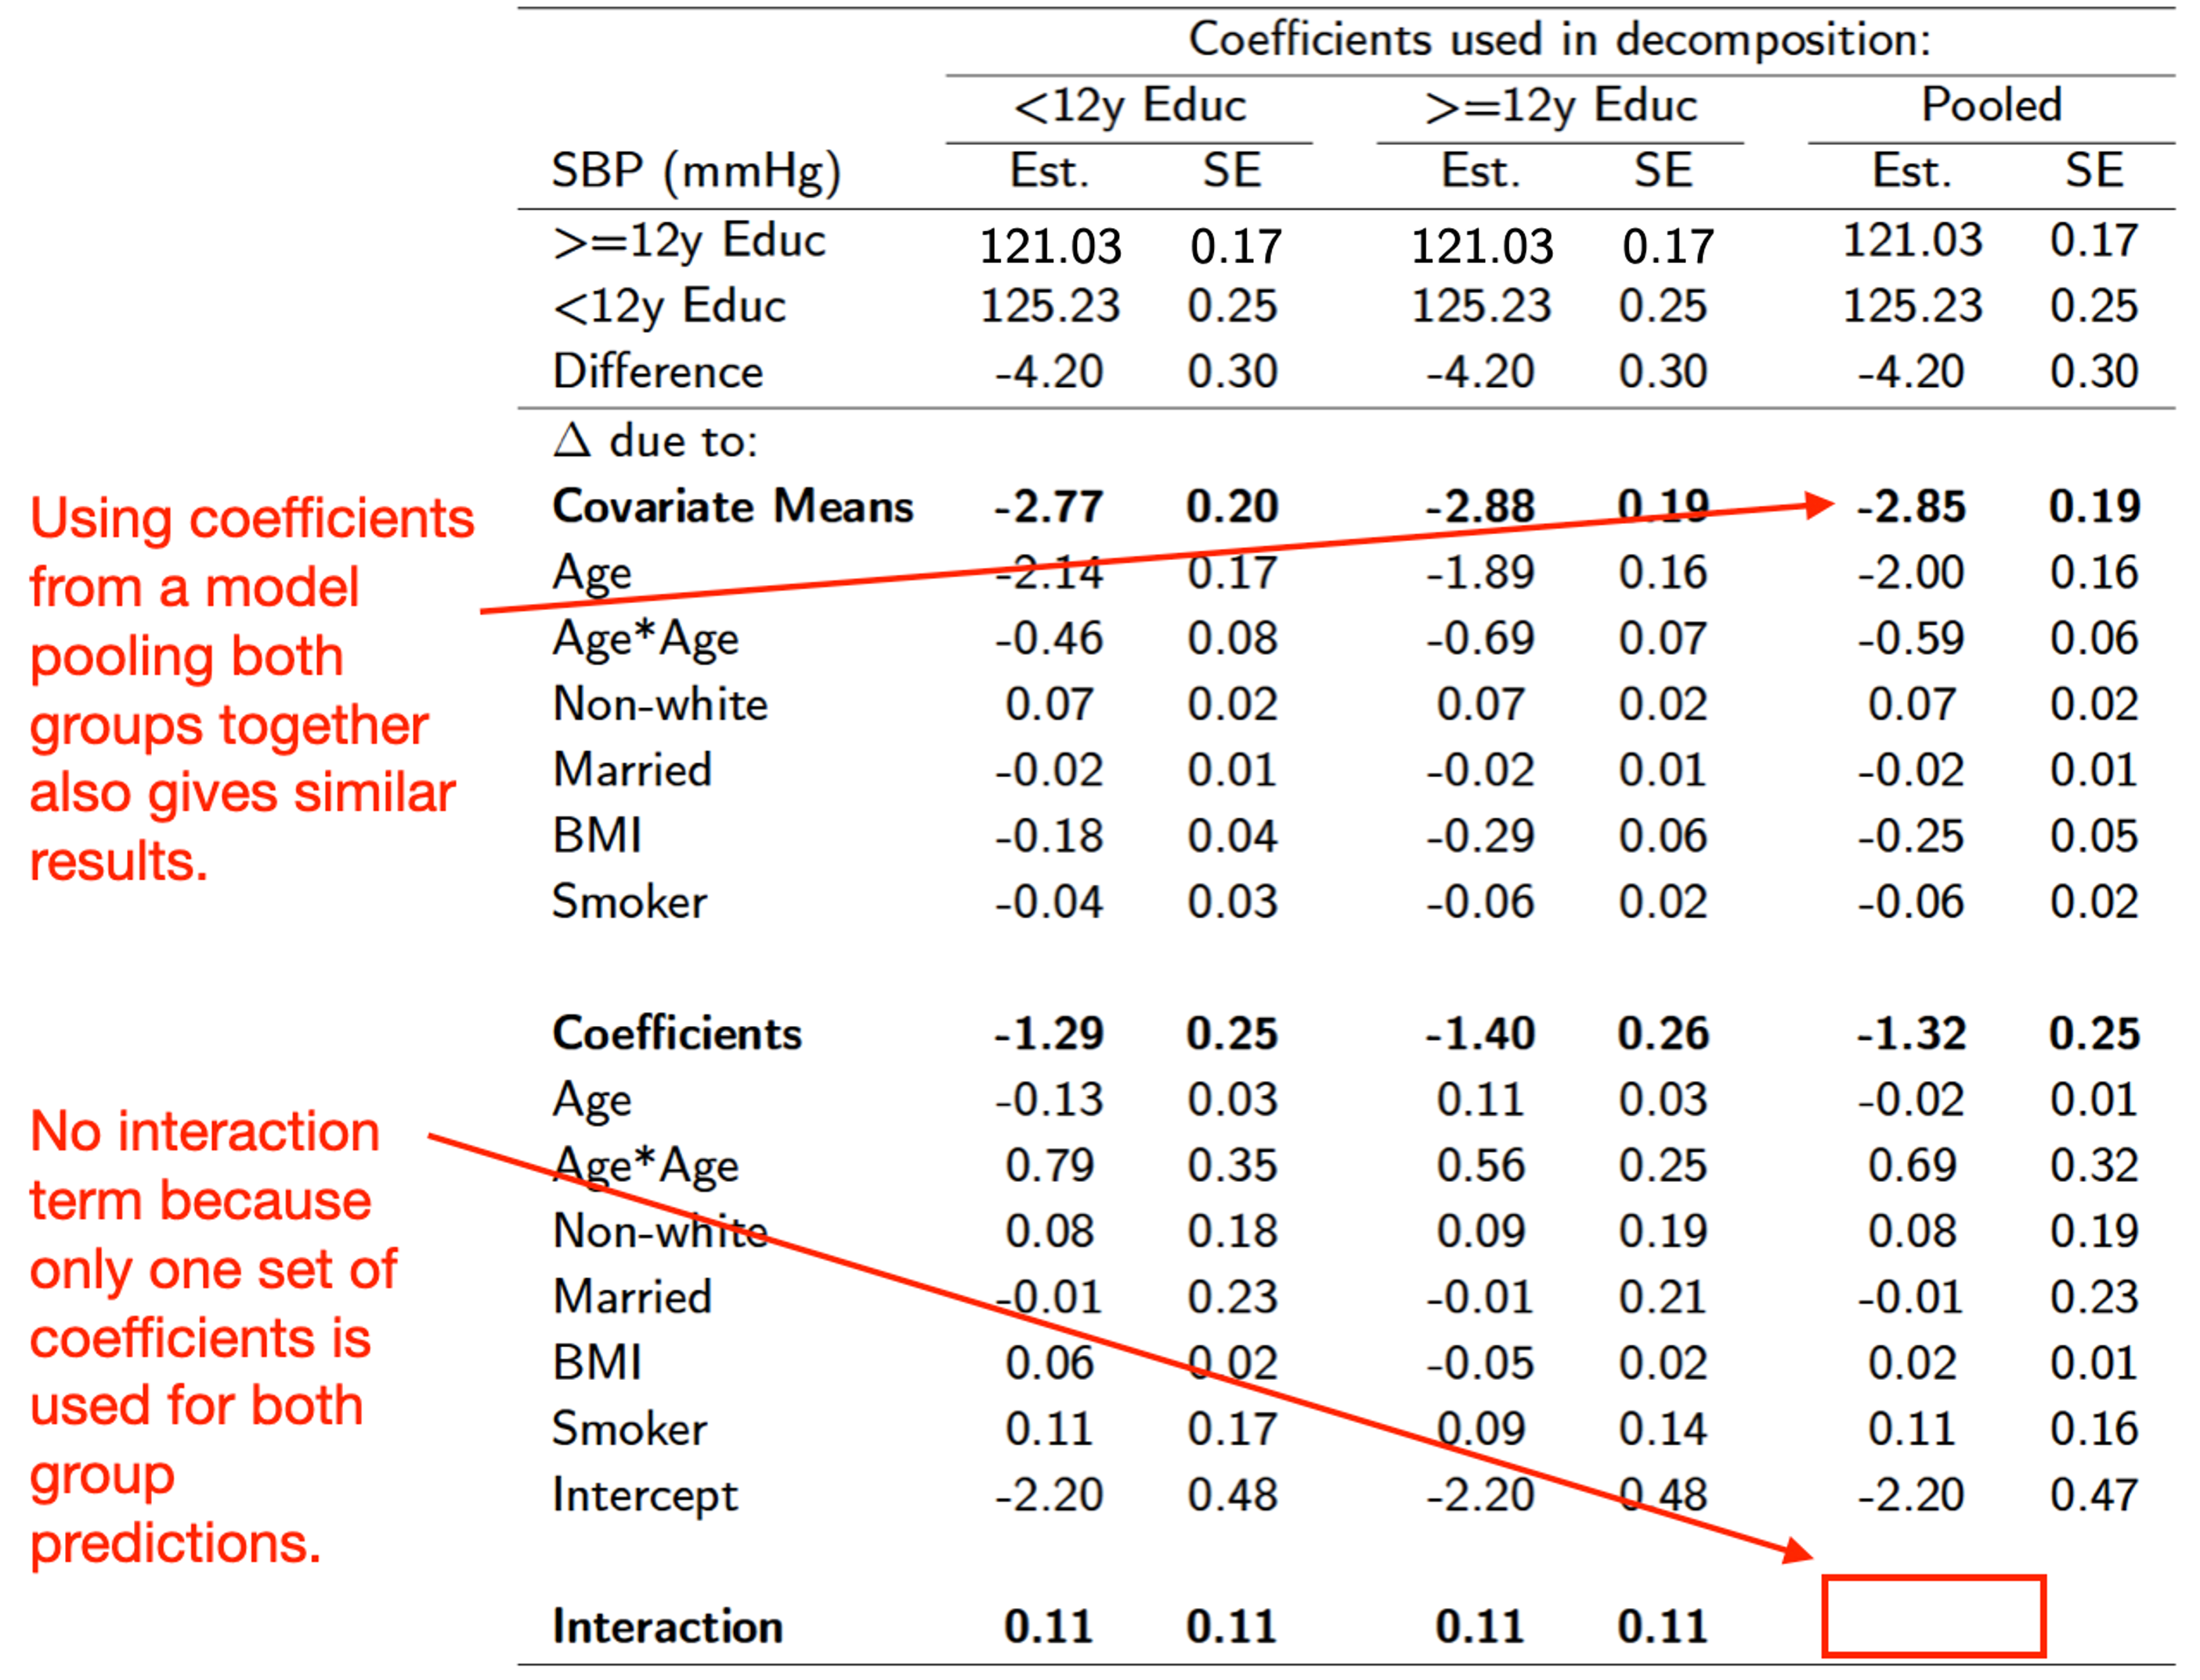 Coefficients used in decomposition:
<12y Educ >=12y Educ Pooled
SBP (mmHg) Est. SE Est. SE Est. SE
>=12y Educ 121.03 0.17 121.03 0.17 121.03 0.17
<12y Educ 125.23 0.25 125.23 0.25 125.23 0.25
Difference -4.20 0.30 -4.20 0.30 -4.20 0.30
Δ due to:
Covariate Means -2.77 0.20 -2.88 0.19 -2.85 0.19
Age -2.14 0.17 -1.89 0.16 -2.00 0.16
Age*Age -0.46 0.08 -0.69 0.07 -0.59 0.06
Non-white 0.07 0.02 0.07 0.02 0.07 0.02
Married -0.02 0.01 -0.02 0.01 -0.02 0.01
BMI -0.18 0.04 -0.29 0.06 -0.25 0.05
Smoker -0.04 0.03 -0.06 0.02 -0.06 0.02
Coefficients -1.29 0.25 -1.40 0.26 -1.32 0.25
Age -0.13 0.03 0.11 0.03 -0.02 0.01
Age*Age 0.79 0.35 0.56 0.25 0.69 0.32
Non-white 0.08 0.18 0.09 0.19 0.08 0.19
Married -0.01 0.23 -0.01 0.21 -0.01 0.23
BMI 0.06 0.02 -0.05 0.02 0.02 0.01
Smoker 0.11 0.17 0.09 0.14 0.11 0.16
Intercept -2.20 0.48 -2.20 0.48 -2.20 0.47
Interaction 0.11 0.11 0.11 0.11
Using coefficients
from a model
pooling both
groups together
also gives similar
results.
No interaction
term because
only one set of
coefficients is
used for both
group
predictions.